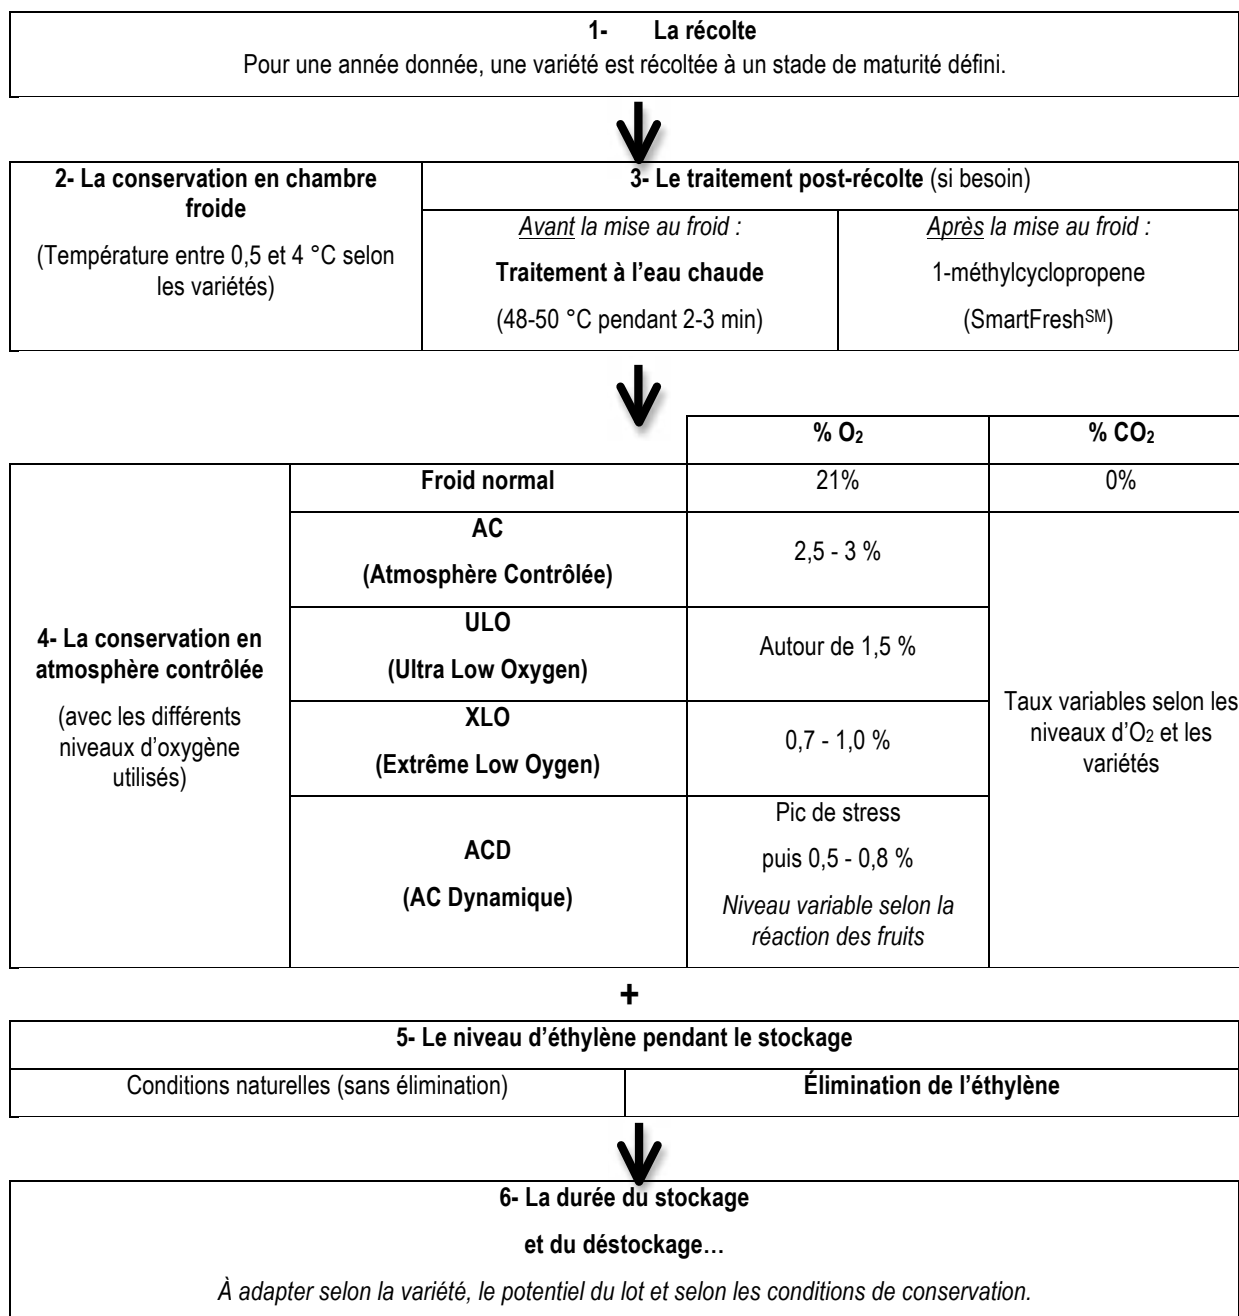 1- La récolte
Pour une année donnée, une variété est récoltée à un stade de maturité défini.
2- La conservation en chambre
froide
(Température entre 0,5 et 4 °C selon
les variétés)
3- Le traitement post-récolte (si besoin)
Avant la mise au froid :
Traitement à l'eau chaude
(48-50 °C pendant 2-3 min)
Après la mise au froid :
1-méthylcyclopropene
(SmartFreshSM)
% O2
% CO2
4- La conservation en
atmosphère contrôlée
(avec les différents
niveaux d'oxygène
utilisés)
Froid normal
21%
0%
AC
(Atmosphère Contrôlée)
2,5 - 3 %
ULO
(Ultra Low Oxygen)
Autour de 1,5 %
XLO
(Extrême Low Oygen)
0,7 - 1,0 %
ACD
(AC Dynamique)
Pic de stress
puis 0,5 - 0,8 %
Niveau variable selon la
réaction des fruits
Taux variables selon les
niveaux d'O2 et les
variétés
+
5- Le niveau d'éthylène pendant le stockage
Conditions naturelles (sans élimination)
Élimination de l'éthylène
6- La durée du stockage
et du déstockage…
À adapter selon la variété, le potentiel du lot et selon les conditions de conservation.